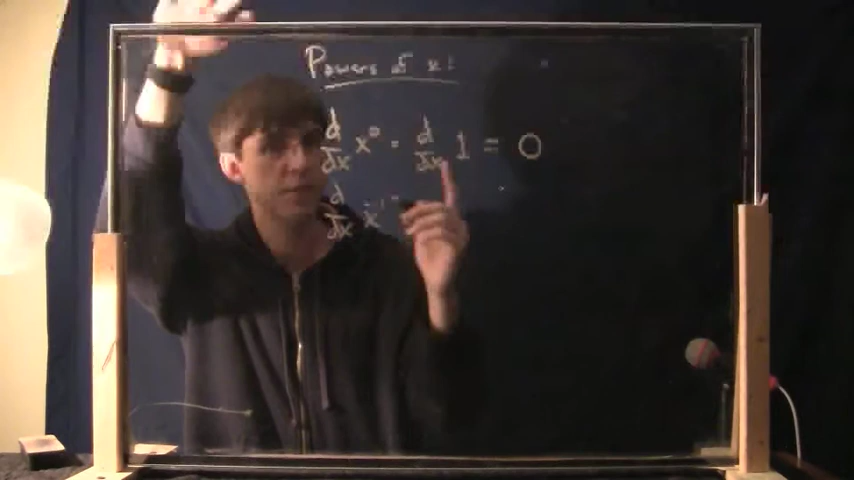 Powers of x!
d/dx x⁰ = d/dx 1 = 0
d/dx x¹ =